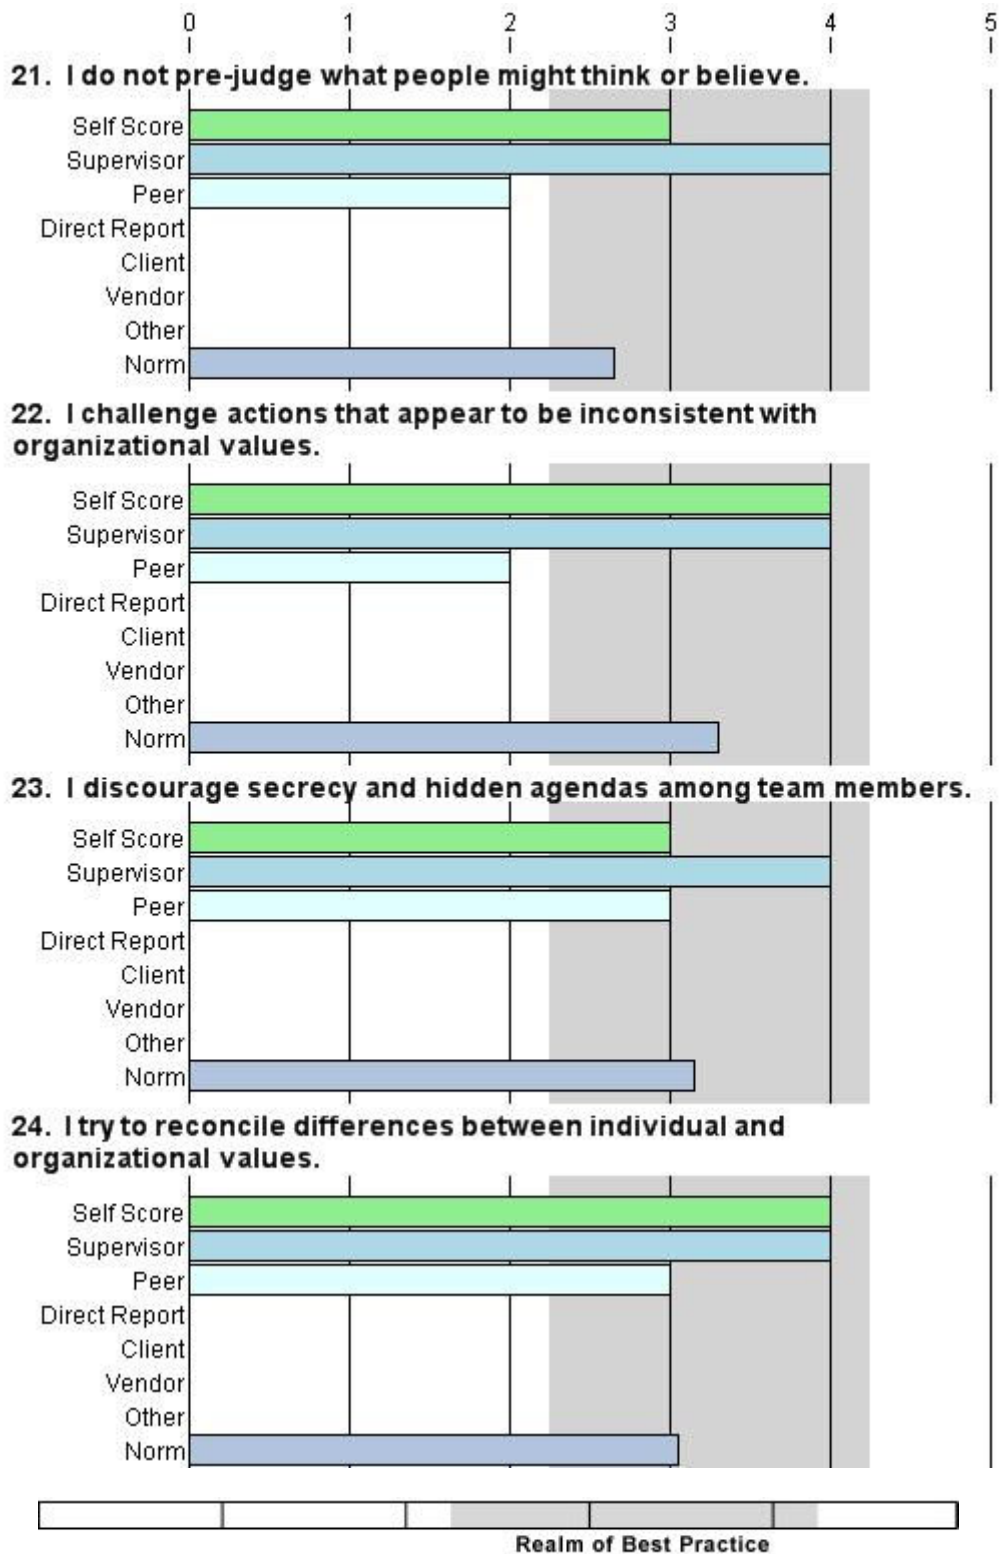 0 1 2 3 4 5
21. I do not pre-judge what people might think or believe.
Self Score
Supervisor
Peer
Direct Report
Client
Vendor
Other
Norm
22. I challenge actions that appear to be inconsistent with
organizational values.
Self Score
Supervisor
Peer
Direct Report
Client
Vendor
Other
Norm
23. I discourage secrecy and hidden agendas among team members.
Self Score
Supervisor
Peer
Direct Report
Client
Vendor
Other
Norm
24. I try to reconcile differences between individual and
organizational values.
Self Score
Supervisor
Peer
Direct Report
Client
Vendor
Other
Norm
Realm of Best Practice